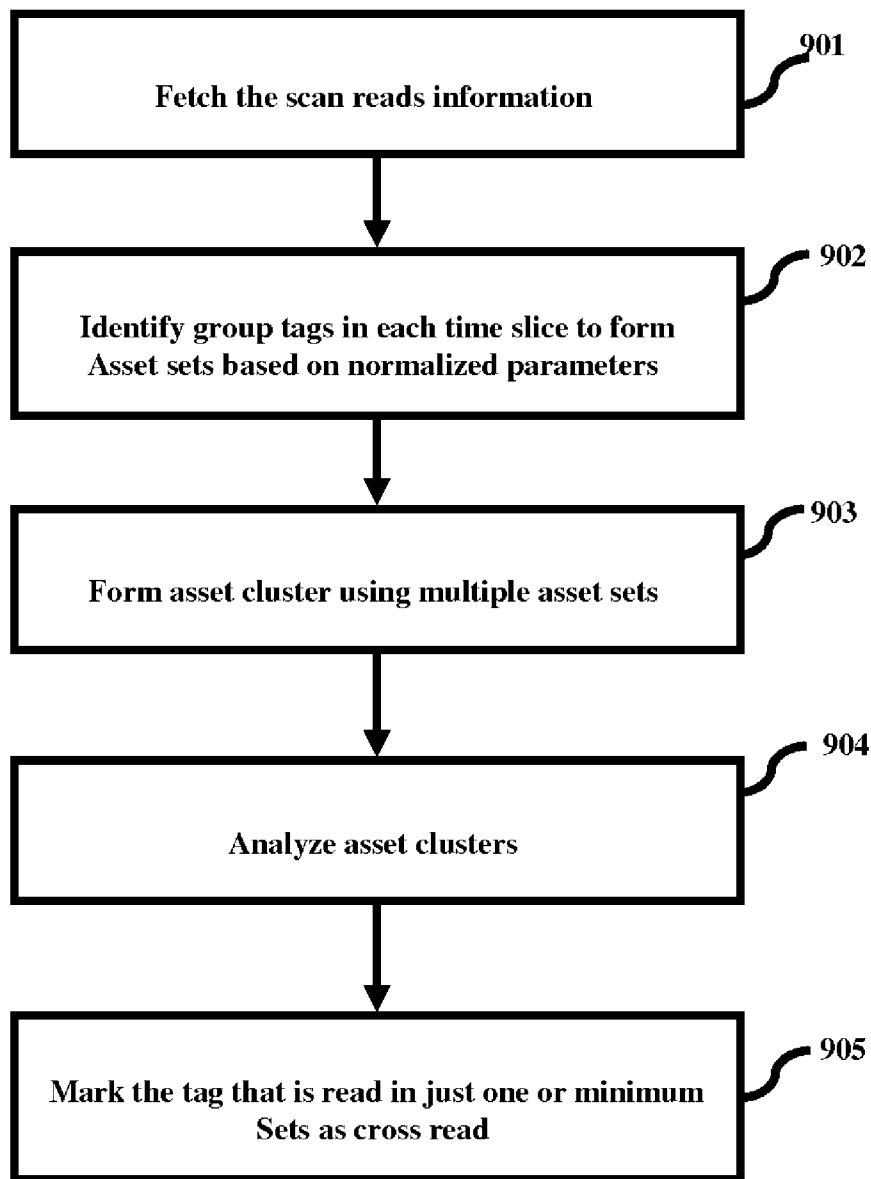 901
Fetch the scan reads information
902
Identify group tags in each time slice to form
Asset sets based on normalized parameters
903
Form asset cluster using multiple asset sets
904
Analyze asset clusters
905
Mark the tag that is read in just one or minimum
Sets as cross read